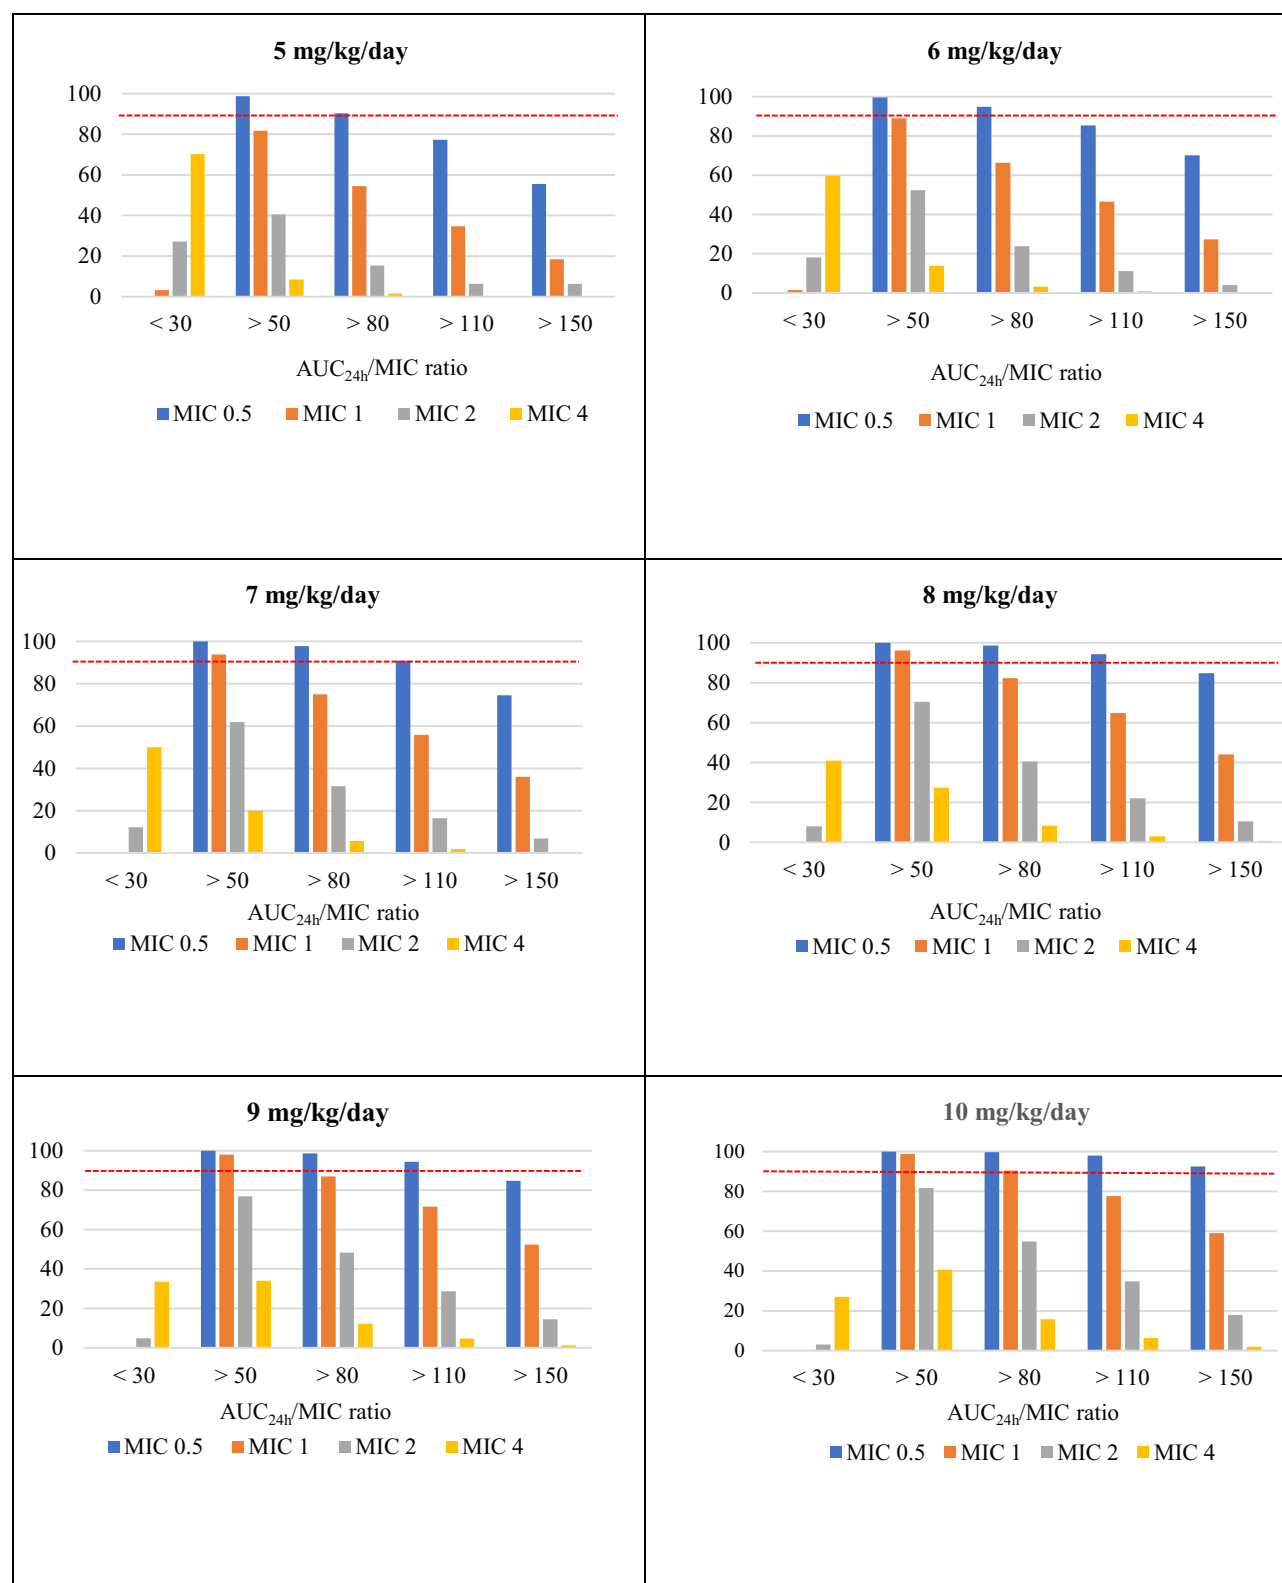 5 mg/kg/day
100
80
60
40
20
0
< 30 > 50 > 80 > 110 > 150
AUC24h/MIC ratio
MIC 0.5 MIC 1 MIC 2 MIC 4
6 mg/kg/day
100
80
60
40
20
0
< 30 > 50 > 80 > 110 > 150
AUC24h/MIC ratio
MIC 0.5 MIC 1 MIC 2 MIC 4
7 mg/kg/day
100
80
60
40
20
0
< 30 > 50 > 80 > 110 > 150
AUC24h/MIC ratio
MIC 0.5 MIC 1 MIC 2 MIC 4
8 mg/kg/day
100
80
60
40
20
0
< 30 > 50 > 80 > 110 > 150
AUC24h/MIC ratio
MIC 0.5 MIC 1 MIC 2 MIC 4
9 mg/kg/day
100
80
60
40
20
0
< 30 > 50 > 80 > 110 > 150
AUC24h/MIC ratio
MIC 0.5 MIC 1 MIC 2 MIC 4
10 mg/kg/day
100
80
60
40
20
0
< 30 > 50 > 80 > 110 > 150
AUC24h/MIC ratio
MIC 0.5 MIC 1 MIC 2 MIC 4